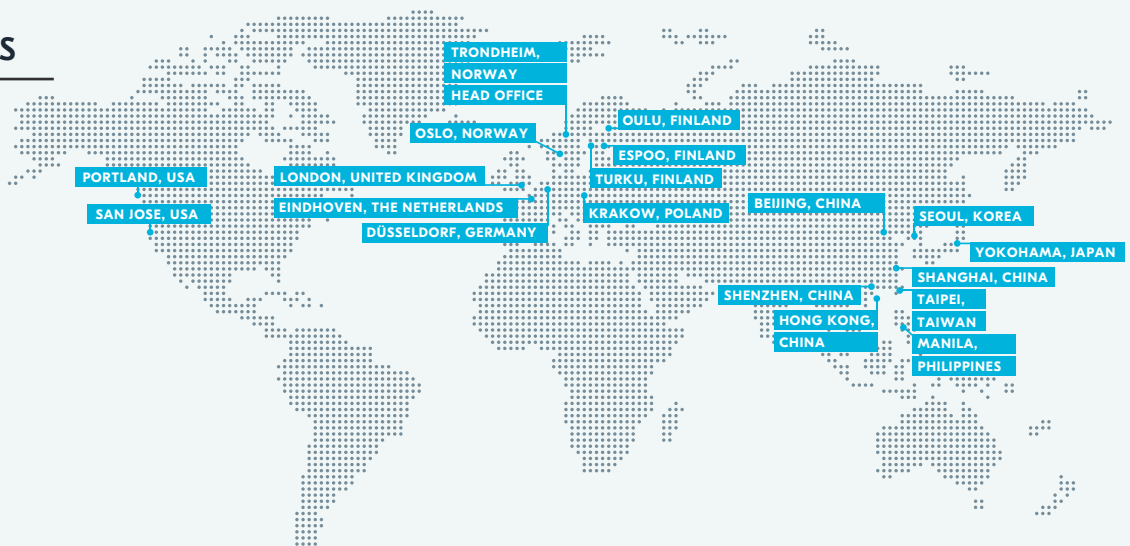 S
TRONDHEIM,
NORWAY
HEAD OFFICE
OSLO, NORWAY
OULU, FINLAND
ESPOO, FINLAND
TURKU, FINLAND
PORTLAND, USA
LONDON, UNITED KINGDOM
SAN JOSE, USA
EINDHOVEN, THE NETHERLANDS
KRAKOW, POLAND
DÜSSELDORF, GERMANY
BEIJING, CHINA
SEOUL, KOREA
YOKOHAMA, JAPAN
SHANGHAI, CHINA
SHENZHEN, CHINA
TAIPEI,
TAIWAN
HONG KONG,
CHINA
MANILA,
PHILIPPINES